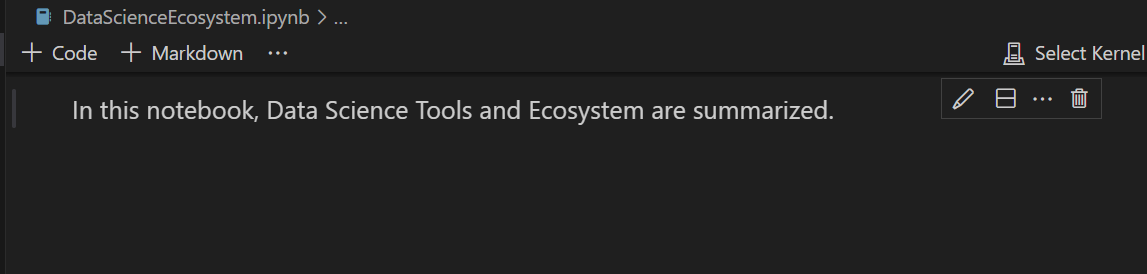 DataScienceEcosystem.ipynb > ...
+ Code + Markdown ... Select Kernel
In this notebook, Data Science Tools and Ecosystem are summarized.